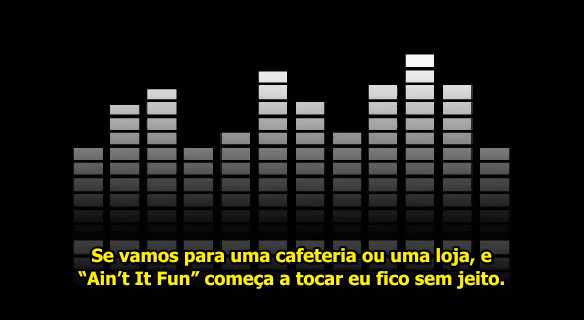 Se vamos para uma cafeteria ou uma loja, e
“Ain’t It Fun” começa a tocar eu fico sem jeito.